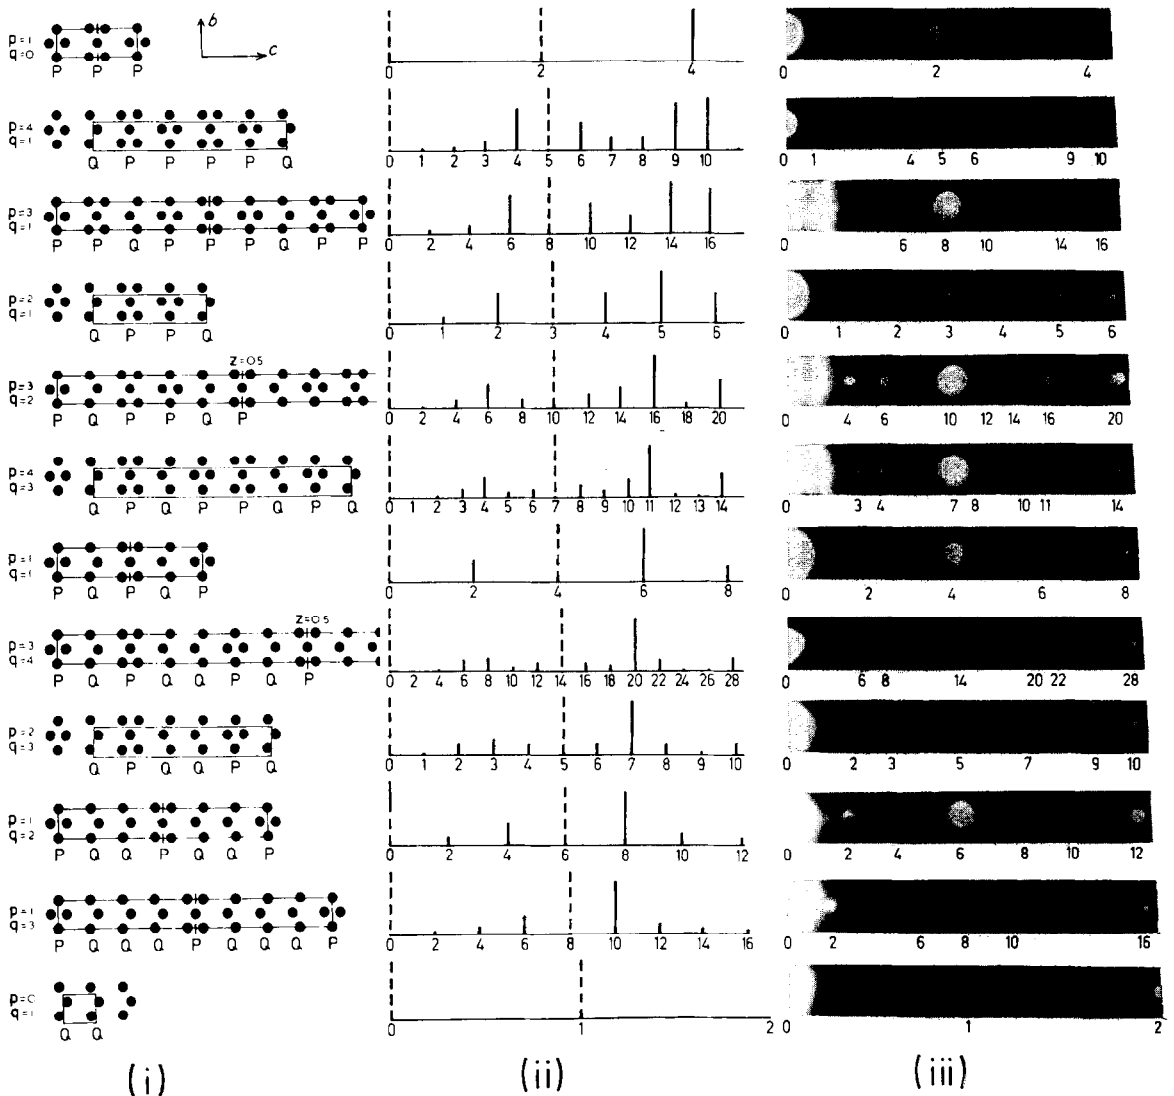 b
c
p=1
q=0
P P P
0 2 4
0 2 4
p=4
q=1
Q P P P P Q
0 1 2 3 4 5 6 7 8 9 10
0 1 4 5 6 9 10
p=3
q=1
P P Q P P P Q P P
0 2 4 6 8 10 12 14 16
0 6 8 10 14 16
p=2
q=1
Q P P Q
0 1 2 3 4 5 6
0 1 2 3 4 5 6
z=0.5
p=3
q=2
P Q P Q P
0 2 4 6 8 10 12 14 16 18 20
0 4 6 10 12 14 16 20
p=4
q=3
Q P Q P P Q P Q
0 1 2 3 4 5 6 7 8 9 10 11 12 13 14
0 3 4 7 8 10 11 14
p=1
q=1
P Q P Q P
0 2 4 6 8
0 2 4 6 8
z=0.5
p=3
q=4
P Q P Q Q P Q P
0 2 4 6 8 10 12 14 16 18 20 22 24 26 28
0 6 8 14 20 22 28
p=2
q=3
Q P Q Q P Q
0 1 2 3 4 5 6 7 8 9 10
0 2 3 5 7 9 10
p=1
q=2
P Q Q P Q Q P
0 2 4 6 8 10 12
0 2 4 6 8 10 12
p=1
q=3
P Q Q Q P Q Q Q P
0 2 4 6 8 10 12 14 16
0 2 6 8 10 16
p=0
q=1
Q Q
0 1 2
0 1 2
(i) (ii) (iii)